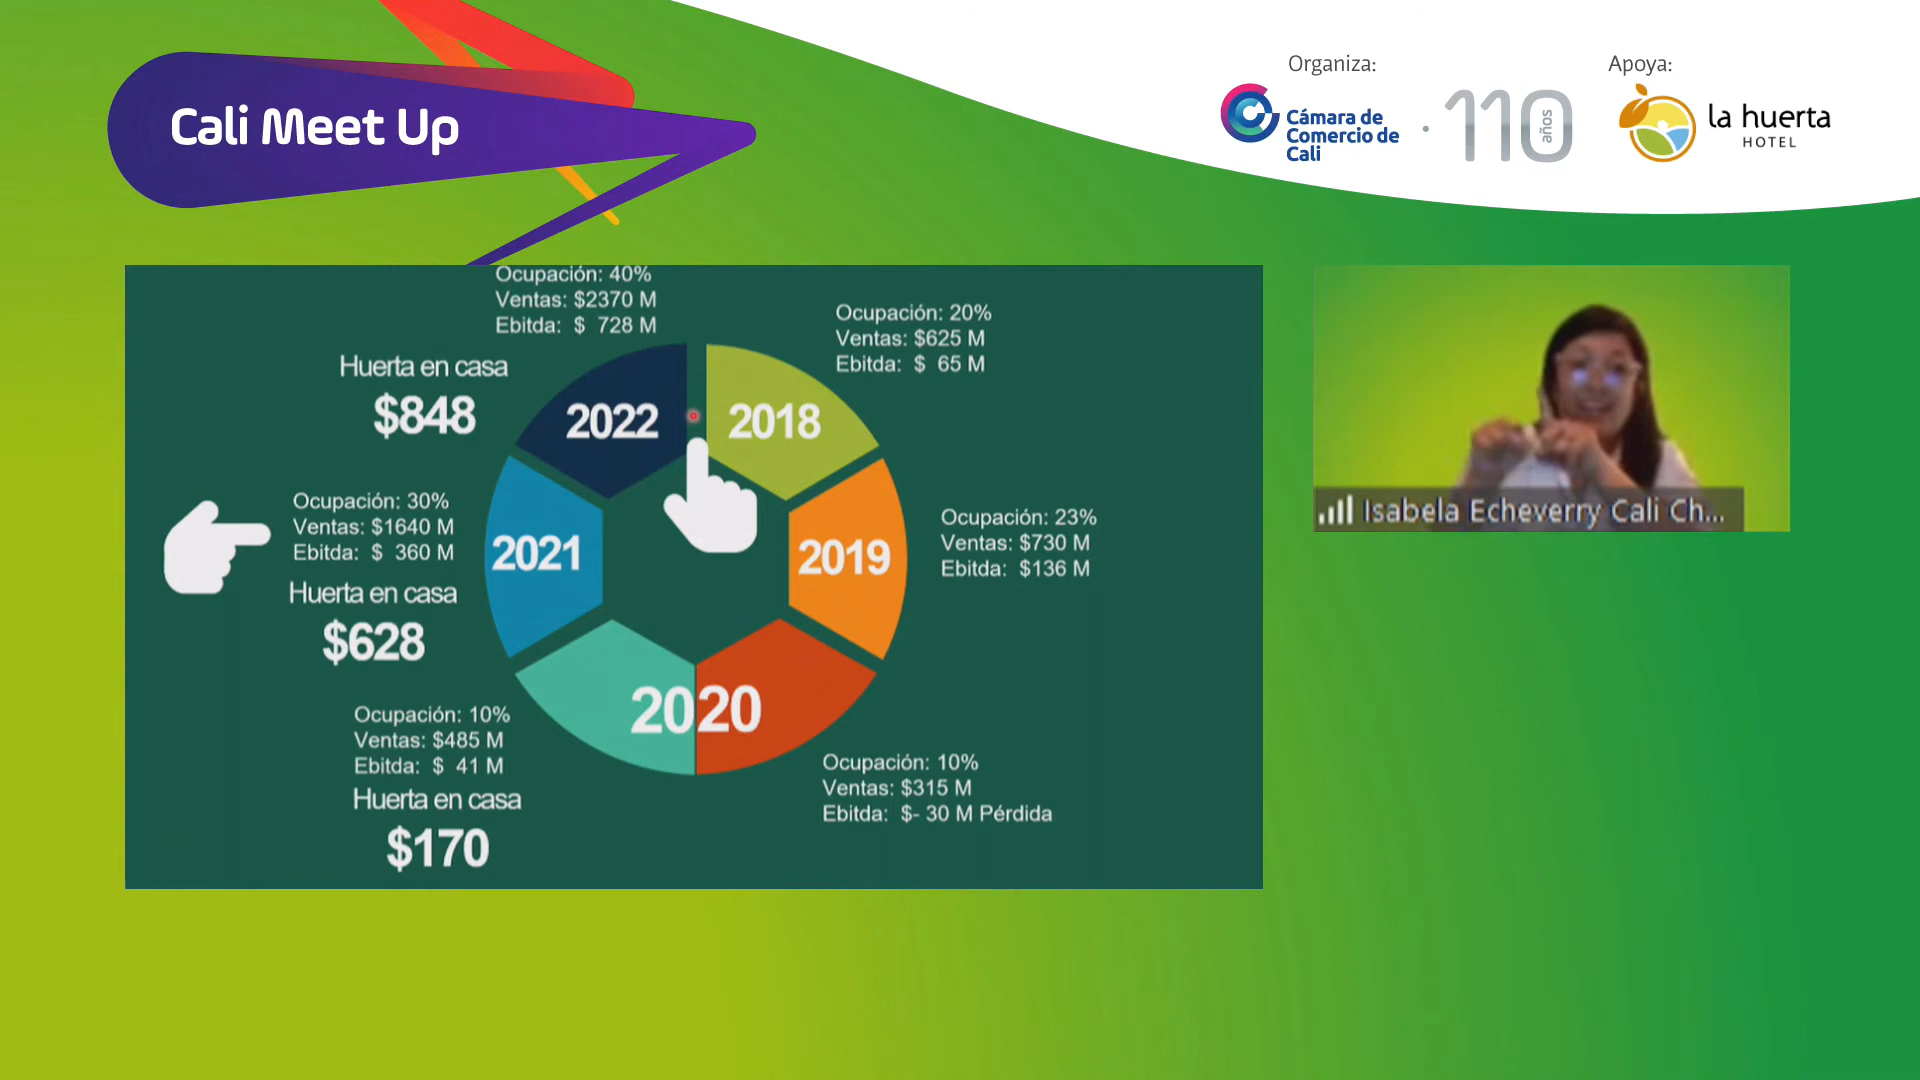 Cali Meet Up
Organiza:
Cámara de
Comercio de
Cali
110
años
Apoya:
la huerta
HOTEL
Ocupación: 40%
Ventas: $2370 M
Ebitda: $ 728 M
Huerta en casa
$848
2022
Ocupación: 20%
Ventas: $625 M
Ebitda: $ 65 M
2018
Ocupación: 30%
Ventas: $1640 M
Ebitda: $ 360 M
Huerta en casa
$628
2021
Ocupación: 23%
Ventas: $730 M
Ebitda: $136 M
2019
2020
Ocupación: 10%
Ventas: $485 M
Ebitda: $ 41 M
Huerta en casa
$170
Ocupación: 10%
Ventas: $315 M
Ebitda: $- 30 M Pérdida
Isabela Echeverry Cali Ch...